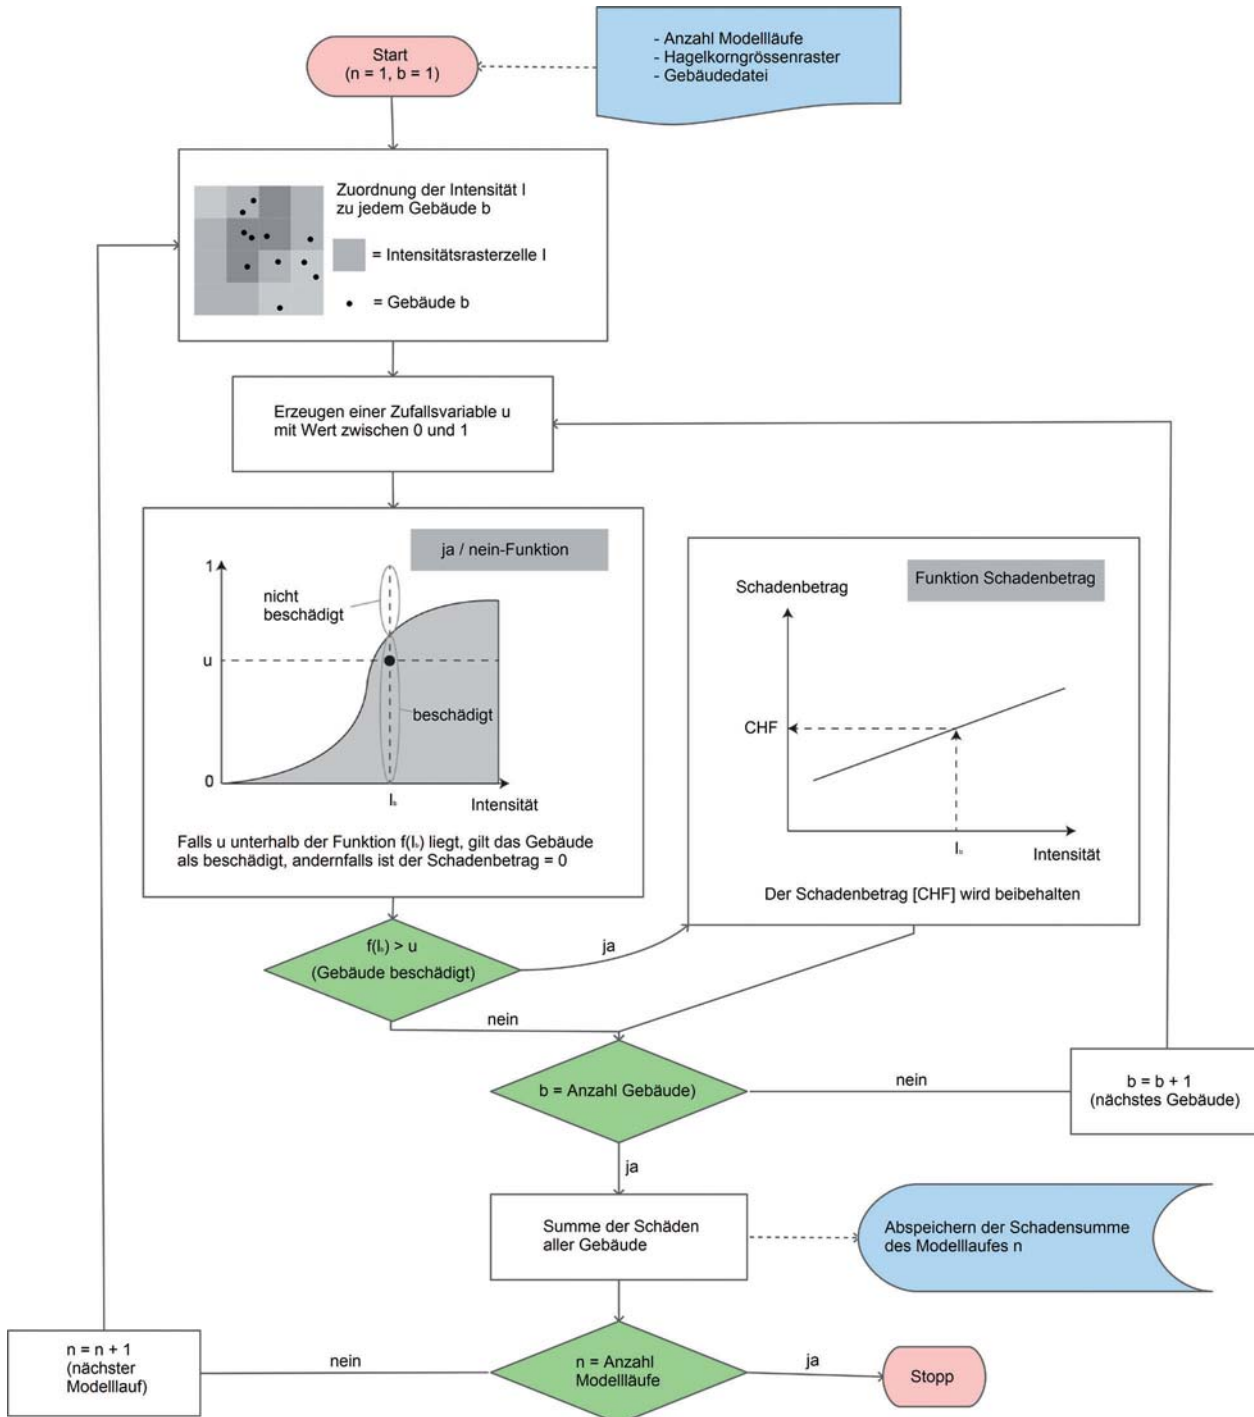 Start
(n = 1, b = 1)
- Anzahl Modellläufe
- Hagelkorngrössenraster
- Gebäudedatei
Zuordnung der Intensität I
zu jedem Gebäude b
= Intensitätsrasterzelle I
= Gebäude b
Erzeugen einer Zufallsvariable u
mit Wert zwischen 0 und 1
ja / nein-Funktion
1
nicht
beschädigt
u
beschädigt
0
I
Intensität
Falls u unterhalb der Funktion f(I) liegt, gilt das Gebäude
als beschädigt, andernfalls ist der Schadenbetrag = 0
Funktion Schadenbetrag
Schadenbetrag
CHF
I
Intensität
Der Schadenbetrag [CHF] wird beibehalten
f(I) > u
(Gebäude beschädigt)
ja
nein
b = Anzahl Gebäude)
nein
b = b + 1
(nächstes Gebäude)
ja
Summe der Schäden
aller Gebäude
Abspeichern der Schadensumme
des Modelllaufes n
n = n + 1
(nächster
Modelllauf)
nein
n = Anzahl
Modellläufe
ja
Stopp